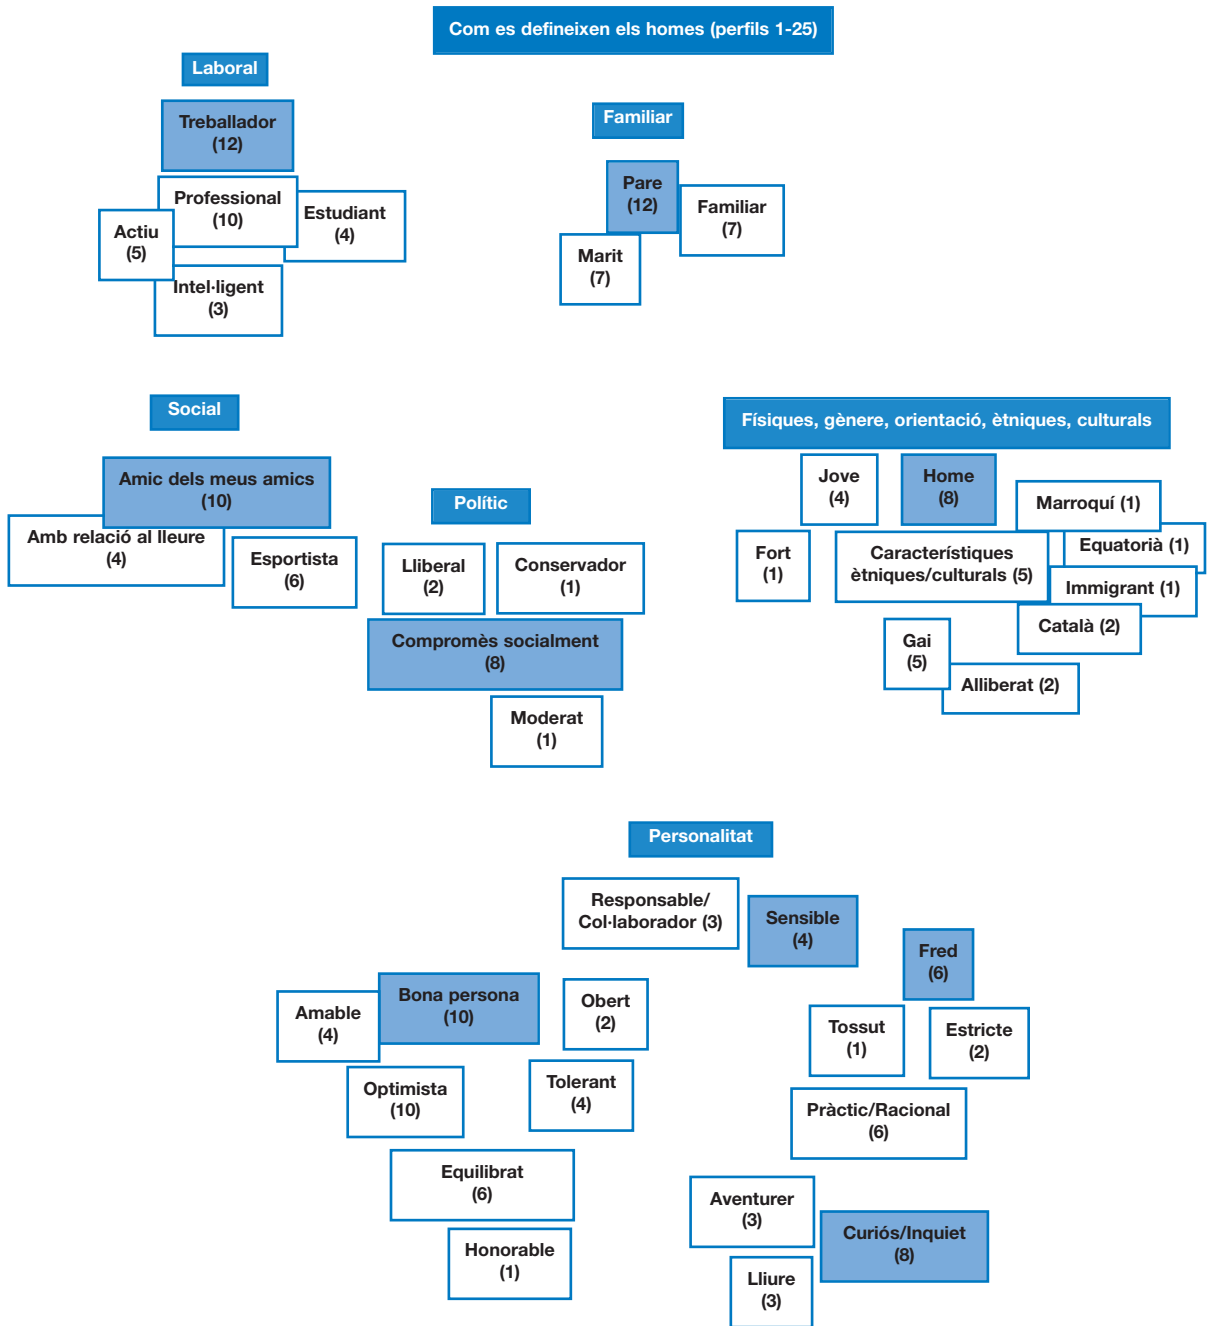 Com es defineixen els homes (perfils 1-25)
Laboral
Treballador
(12)
Professional
(10)
Estudiant
(4)
Actiu
(5)
Intel·ligent
(3)
Familiar
Pare
(12)
Familiar
(7)
Marit
(7)
Social
Amic dels meus amics
(10)
Amb relació al lleure
(4)
Esportista
(6)
Polític
Lliberal
(2)
Conservador
(1)
Compromès socialment
(8)
Moderat
(1)
Físiques, gènere, orientació, ètniques, culturals
Jove
(4)
Home
(8)
Marroquí (1)
Fort
(1)
Característiques
ètniques/culturals (5)
Equatorià (1)
Immigrant (1)
Català (2)
Gai
(5)
Alliberat (2)
Personalitat
Responsable/
Col·laborador (3)
Sensible
(4)
Fred
(6)
Amable
(4)
Bona persona
(10)
Obert
(2)
Tossut
(1)
Estricte
(2)
Optimista
(10)
Tolerant
(4)
Pràctic/Racional
(6)
Equilibrat
(6)
Aventurer
(3)
Curiós/Inquiet
(8)
Honorable
(1)
Lliure
(3)